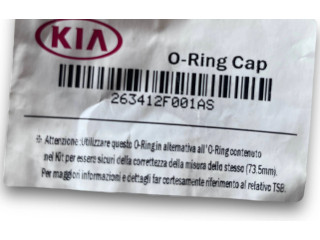 KIA
O-Ring Cap
263412F001AS
※ Attenzione: Utilizzare questo O-Ring in alternativa all'O-Ring contenuto
nel Kit per essere sicuri della correttezza della misura dello stesso (73.5mm).
Per maggiori informazioni e dettagli far cortesamente riferimento al relativo TSB.